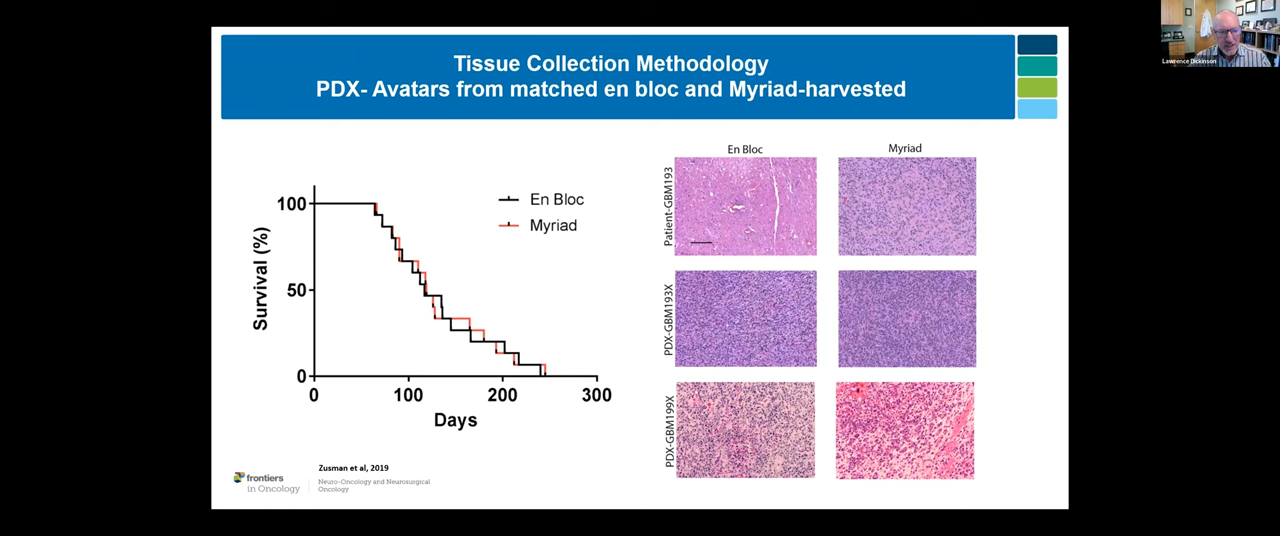 Tissue Collection Methodology
PDX- Avatars from matched en bloc and Myriad-harvested
Lawrence Dickinson
100
50
0
Survival (%)
0 100 200 300
Days
En Bloc
Myriad
En Bloc
Myriad
Patient-GBM193
PDX-GBM193X
PDX-GBM199X
Zusman et al, 2019
frontiers
in Oncology
Neuro-Oncology and Neurosurgical
Oncology